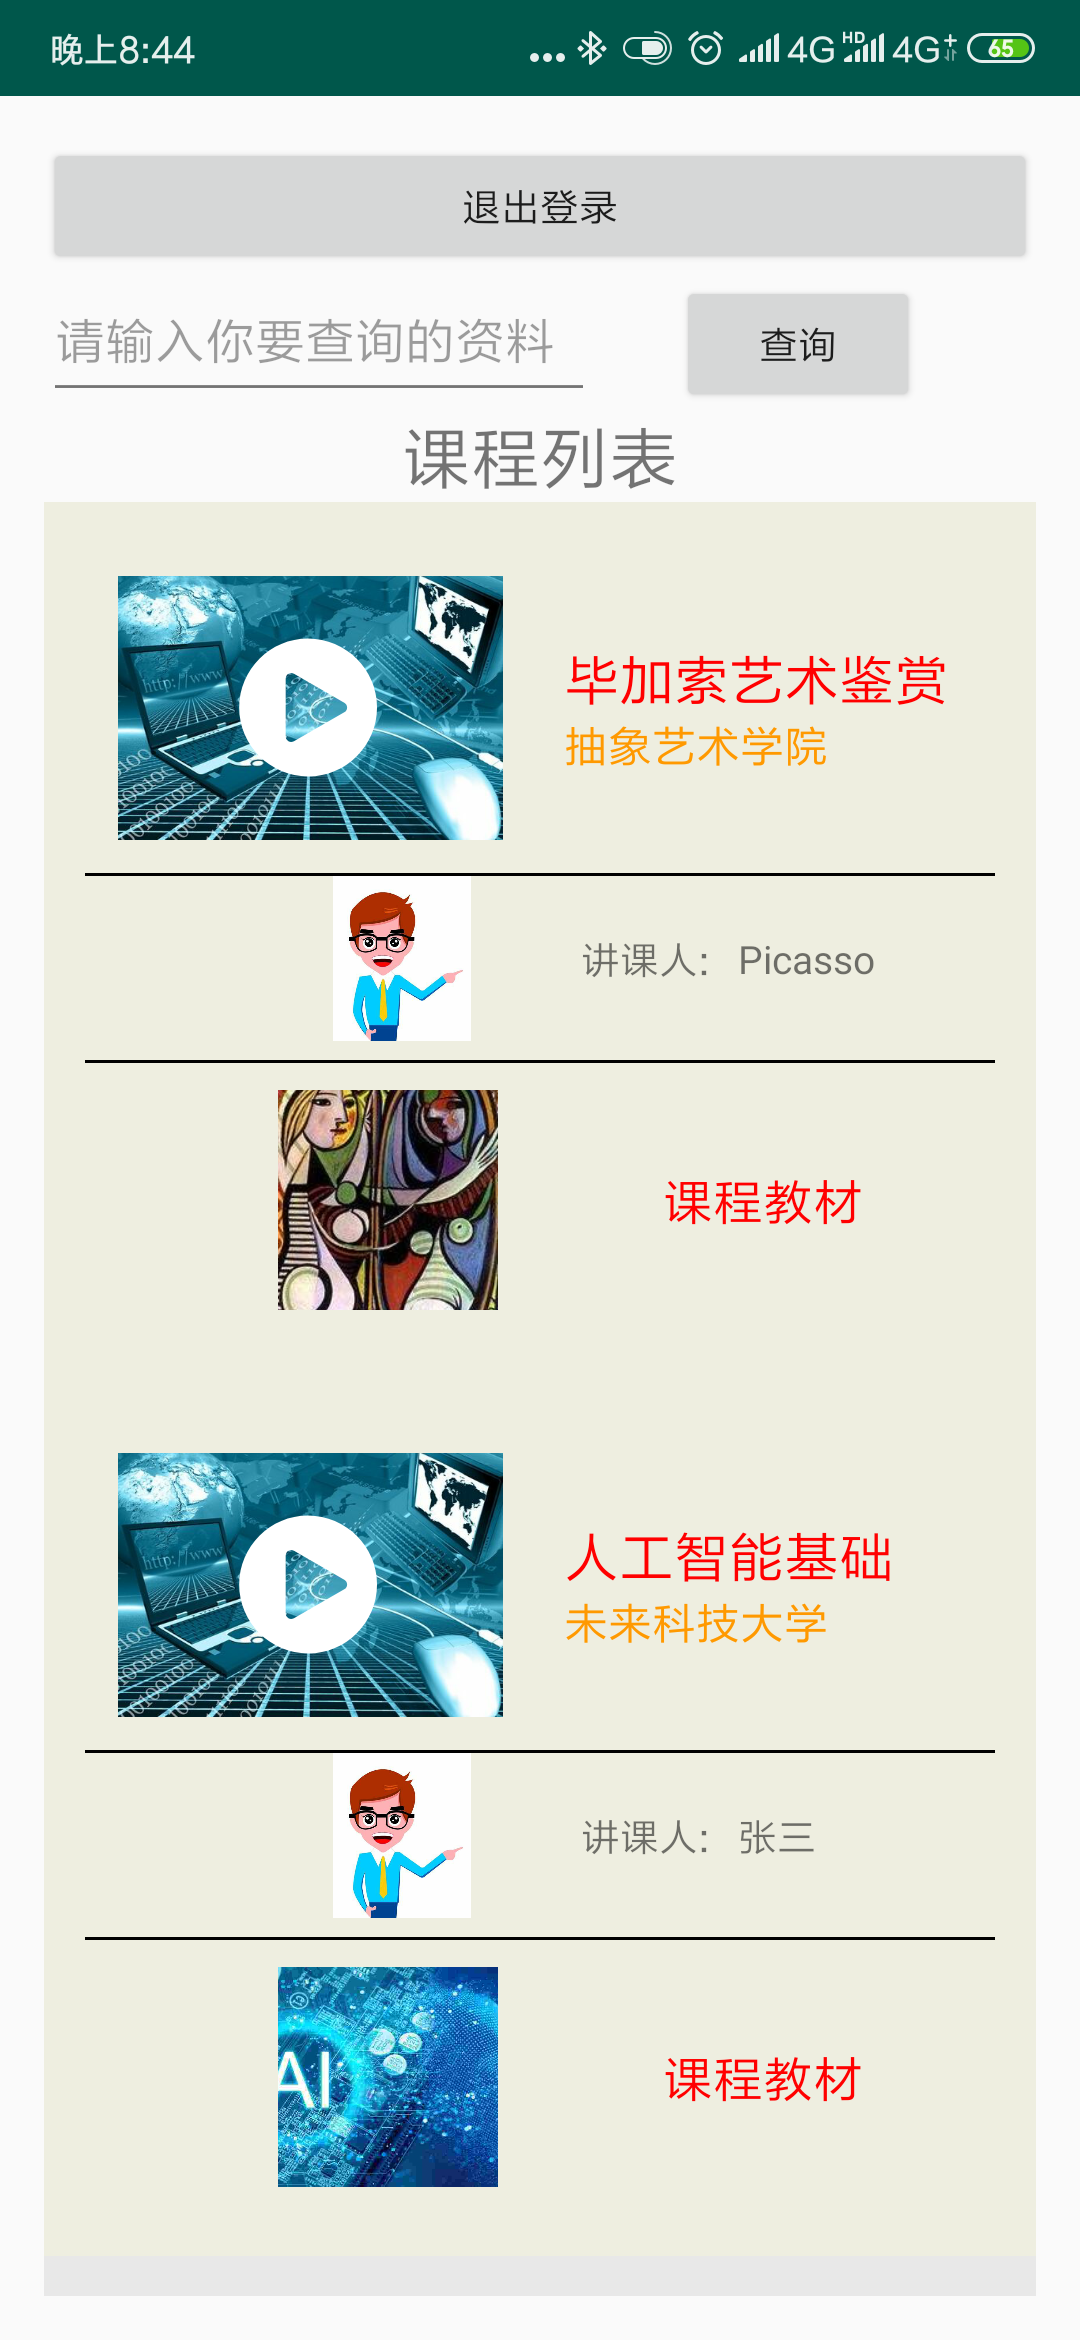 晚上8:44
4G
HD
4G+
65
退出登录
请输入你要查询的资料
查询
课程列表
http://www
毕加索艺术鉴赏
抽象艺术学院
讲课人: Picasso
课程教材
http://www
人工智能基础
未来科技大学
讲课人: 张三
AI
课程教材